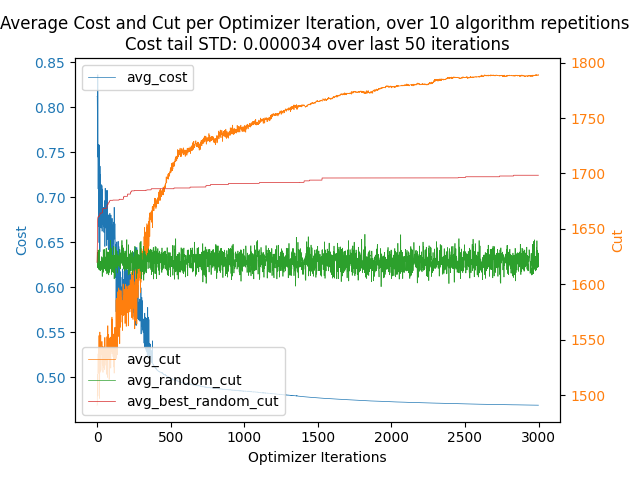 Average Cost and Cut per Optimizer Iteration, over 10 algorithm repetitions
Cost tail STD: 0.000034 over last 50 iterations
avg_cost
0.85
0.80
0.75
0.70
0.65
0.60
0.55
0.50
Cost
1800
1750
1700
1650
1600
1550
1500
Cut
avg_cut
avg_random_cut
avg_best_random_cut
0
500
1000
1500
2000
2500
3000
Optimizer Iterations